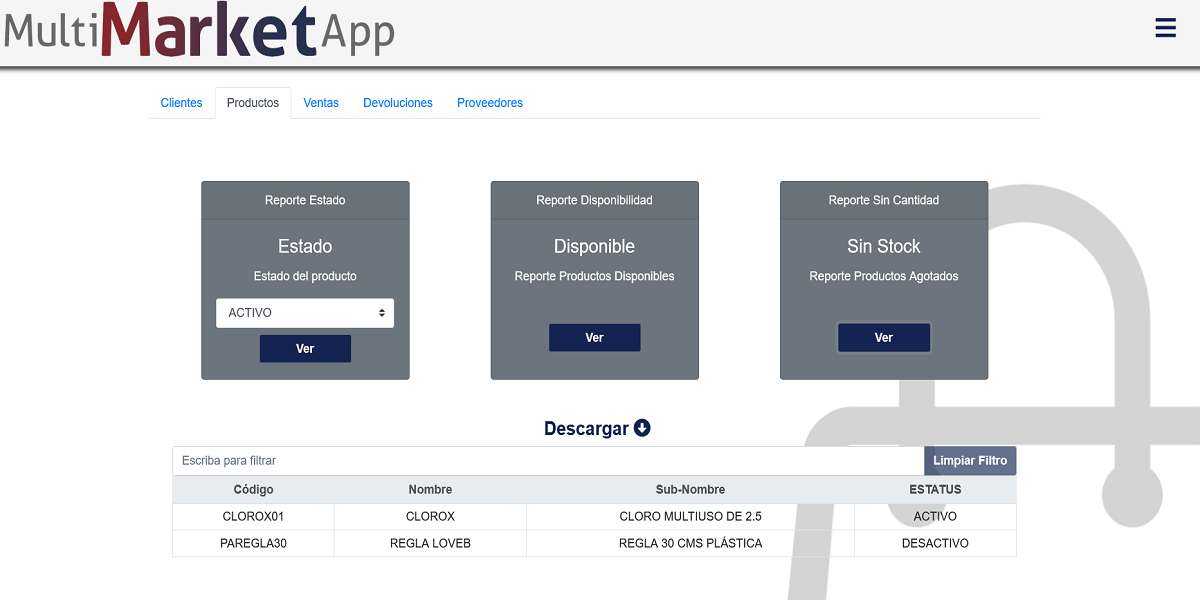 MultiMarketApp
Clientes Productos Ventas Devoluciones Proveedores
Reporte Estado
Estado
Estado del producto
ACTIVO
Ver
Reporte Disponibilidad
Disponible
Reporte Productos Disponibles
Ver
Reporte Sin Cantidad
Sin Stock
Reporte Productos Agotados
Ver
Descargar
Escriba para filtrar Limpiar Filtro
Código Nombre Sub-Nombre ESTATUS
CLOROX01 CLOROX CLORO MULTIUSO DE 2.5 ACTIVO
PAREGLA30 REGLA LOVEB REGLA 30 CMS PLÁSTICA DESACTIVO